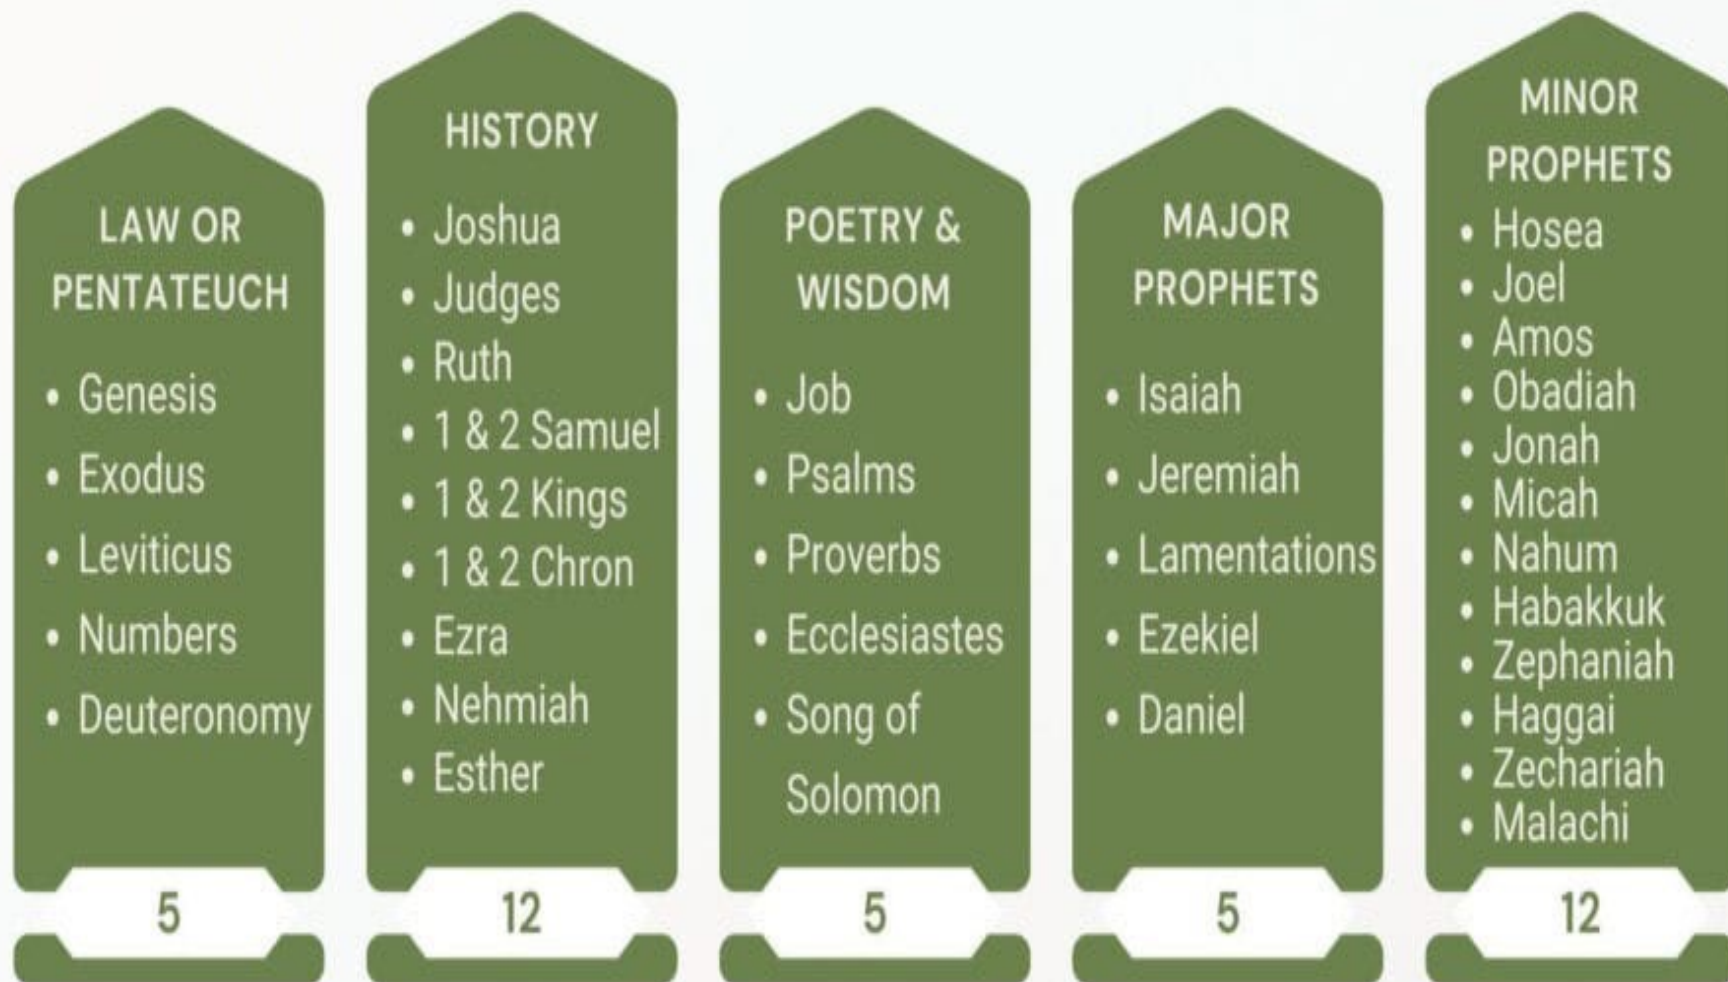 LAW OR
PENTATEUCH
• Genesis
• Exodus
• Leviticus
• Numbers
• Deuteronomy
5
HISTORY
• Joshua
• Judges
• Ruth
• 1 & 2 Samuel
• 1 & 2 Kings
• 1 & 2 Chron
• Ezra
• Nehmiah
• Esther
12
POETRY &
WISDOM
• Job
• Psalms
• Proverbs
• Ecclesiastes
• Song of
Solomon
5
MAJOR
PROPHETS
• Isaiah
• Jeremiah
• Lamentations
• Ezekiel
• Daniel
5
MINOR
PROPHETS
• Hosea
• Joel
• Amos
• Obadiah
• Jonah
• Micah
• Nahum
• Habakkuk
• Zephaniah
• Haggai
• Zechariah
• Malachi
12